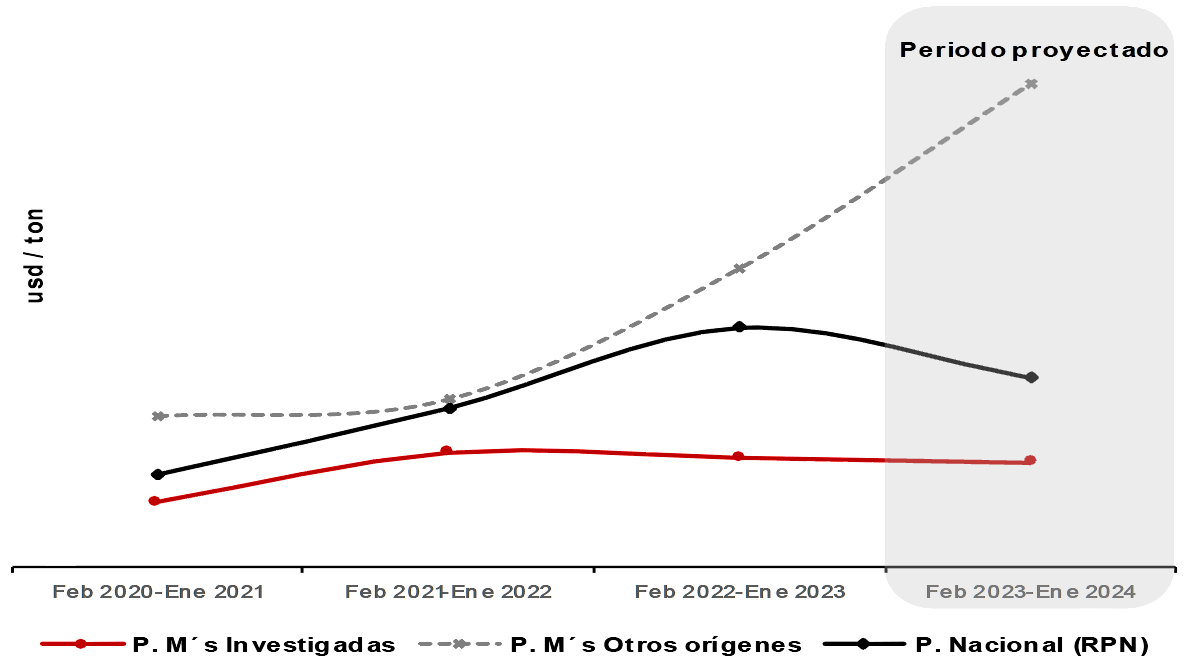 Periodo proyectado
usd / ton
Feb 2020-Ene 2021 Feb 2021-Ene 2022 Feb 2022-Ene 2023 Feb 2023-Ene 2024
P. M´s Investigadas P. M´s Otros orígenes P. Nacional (RPN)